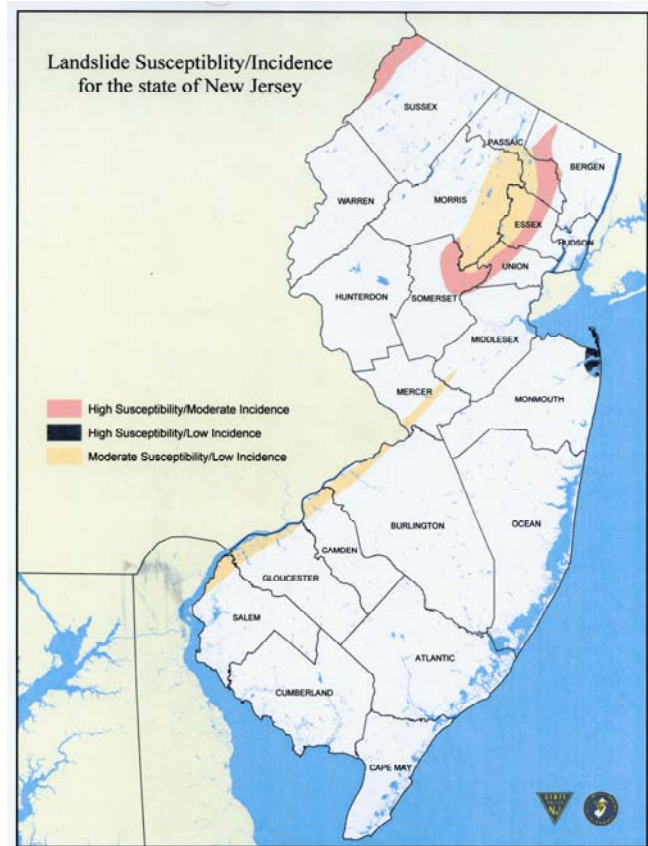 Landslide Susceptiblity/Incidence
for the state of New Jersey
SUSSEX
PASSAIC
BERGEN
WARREN
MORRIS
ESSEX
HUDSON
UNION
HUNTERDON
SOMERSET
MIDDLESEX
MERCER
MONMOUTH
High Susceptibility/Moderate Incidence
High Susceptibility/Low Incidence
Moderate Susceptibility/Low Incidence
OCEAN
BURLINGTON
CAMDEN
GLOUCESTER
SALEM
ATLANTIC
CUMBERLAND
CAPE MAY
STATE
N.J.